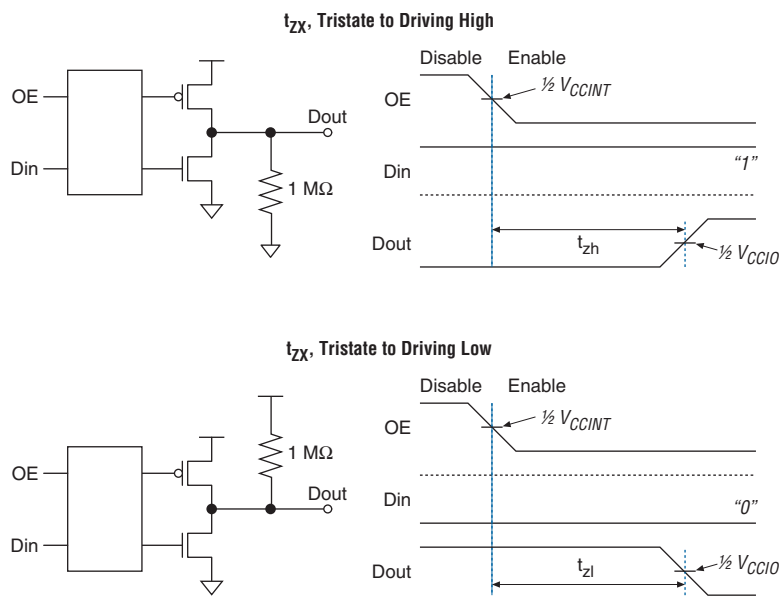 tZX, Tristate to Driving High
Disable Enable
OE
½ VCCINT
OE
Dout
Din
"1"
Din
1 MΩ
Dout
tzh
½ VCCIO
tZX, Tristate to Driving Low
Disable Enable
OE
½ VCCINT
1 MΩ
OE
Dout
Din
"0"
Din
Dout
tzl
½ VCCIO